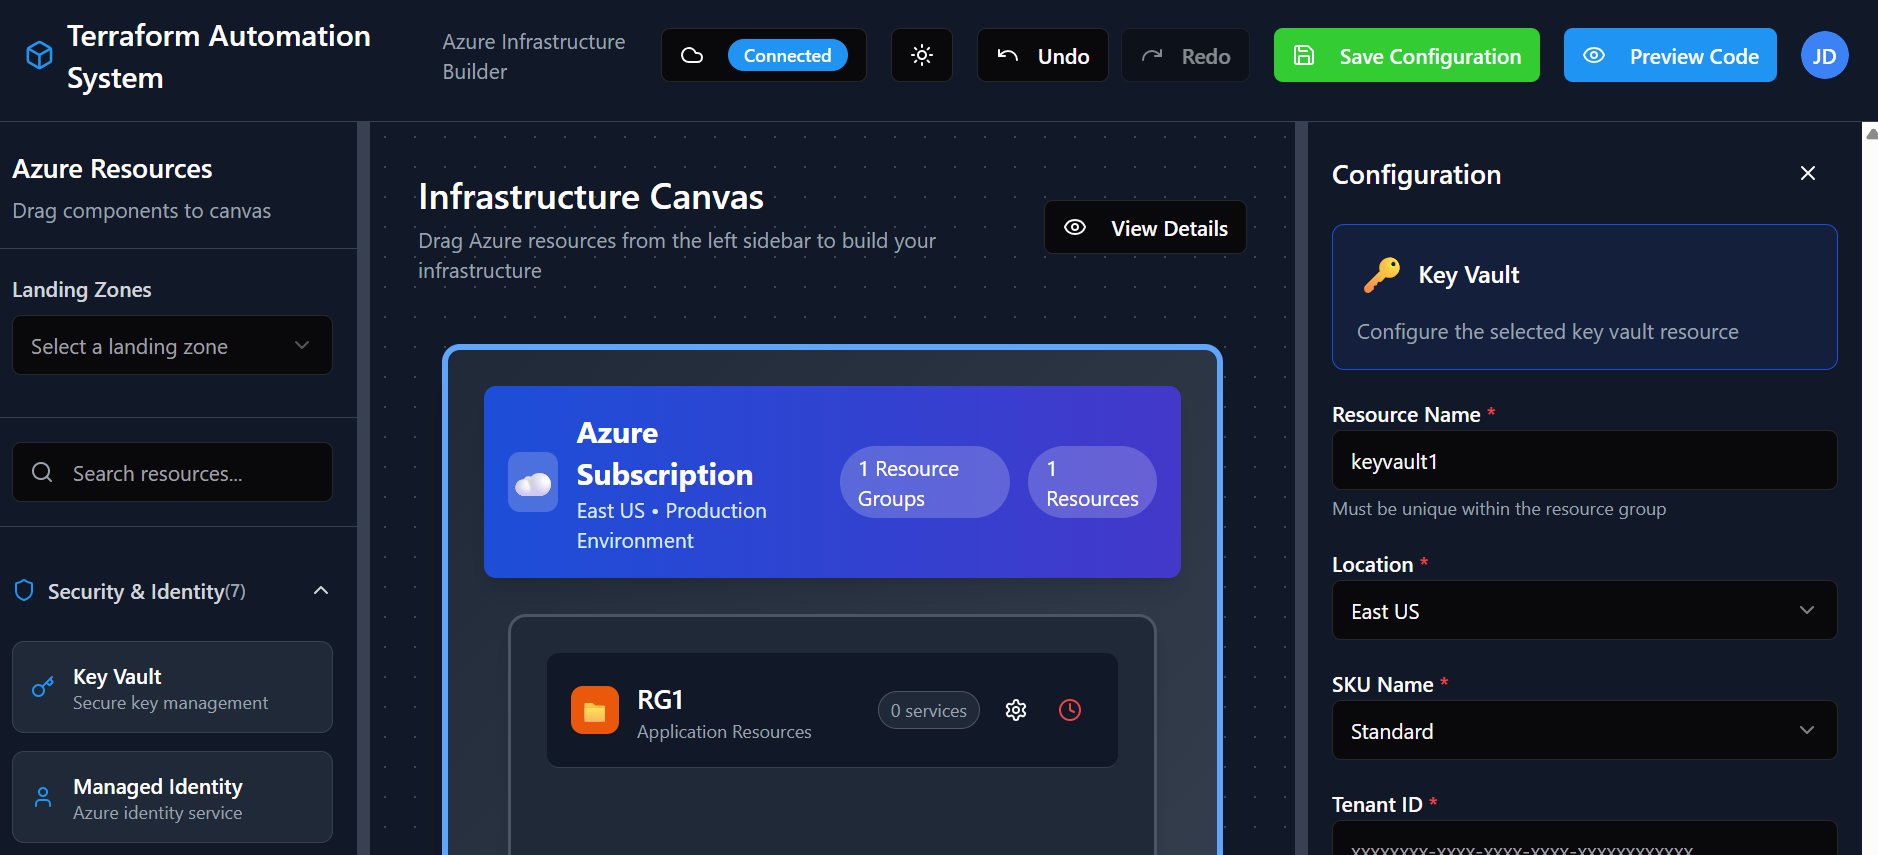 Terraform Automation
System
Azure Infrastructure
Builder
Connected
Undo
Redo
Save Configuration
Preview Code
JD
Azure Resources
Drag components to canvas
Landing Zones
Select a landing zone
Search resources...
Security & Identity(7)
Key Vault
Secure key management
Managed Identity
Azure identity service
Infrastructure Canvas
Drag Azure resources from the left sidebar to build your
infrastructure
View Details
Azure
Subscription
East US • Production
Environment
1 Resource
Groups
1
Resources
RG1
Application Resources
0 services
Configuration
Key Vault
Configure the selected key vault resource
Resource Name *
keyvault1
Must be unique within the resource group
Location *
East US
SKU Name *
Standard
Tenant ID *
xxxxxxxx-xxxx-xxxx-xxxx-xxxxxxxxxxxx